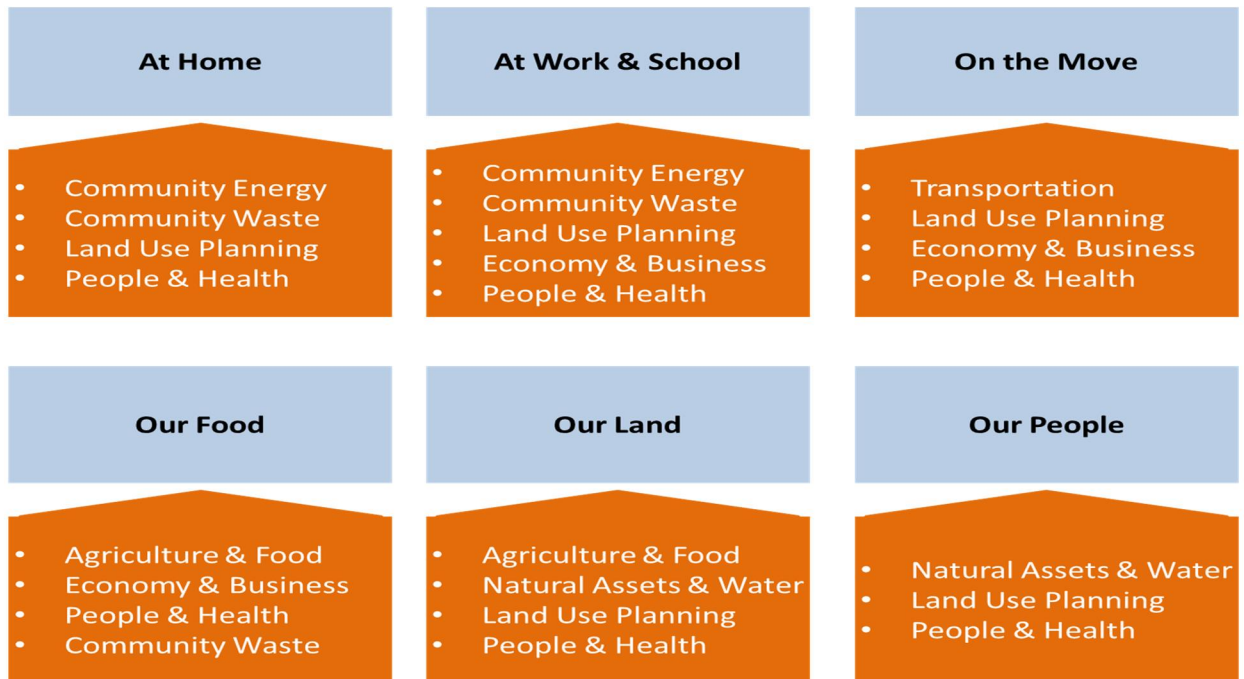 At Home
• Community Energy
• Community Waste
• Land Use Planning
• People & Health
At Work & School
• Community Energy
• Community Waste
• Land Use Planning
• Economy & Business
• People & Health
On the Move
• Transportation
• Land Use Planning
• Economy & Business
• People & Health
Our Food
• Agriculture & Food
• Economy & Business
• People & Health
• Community Waste
Our Land
• Agriculture & Food
• Natural Assets & Water
• Land Use Planning
• People & Health
Our People
• Natural Assets & Water
• Land Use Planning
• People & Health